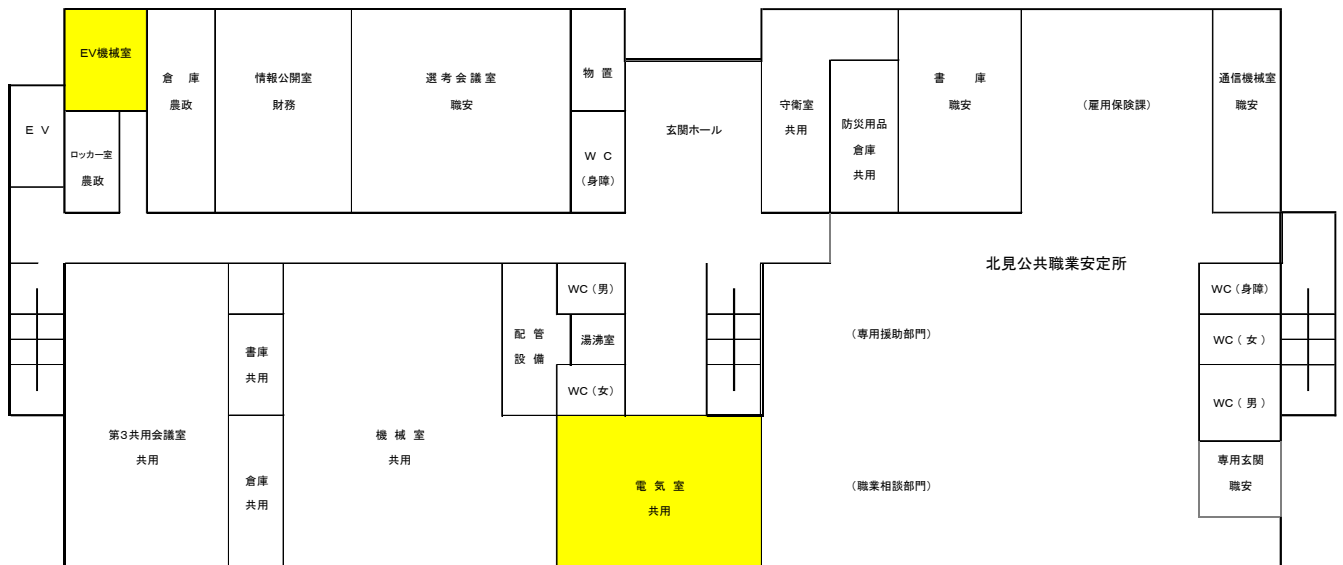 EV機械室
EV
ロッカー室
農政
倉 庫
農政
情報公開室
財務
選 考 会 議 室
職安
物 置
W C
(身障)
玄関ホール
守衛室
共用
防災用品
倉庫
共用
書 庫
職安
(雇用保険課)
通信機械室
職安
北見公共職業安定所
第3共用会議室
共用
書庫
共用
倉庫
共用
機 械 室
共用
配 管
設 備
WC(男)
湯沸室
WC(女)
電 気 室
共用
(専用援助部門)
(職業相談部門)
WC(身障)
WC( 女 )
WC( 男 )
専用玄関
職安